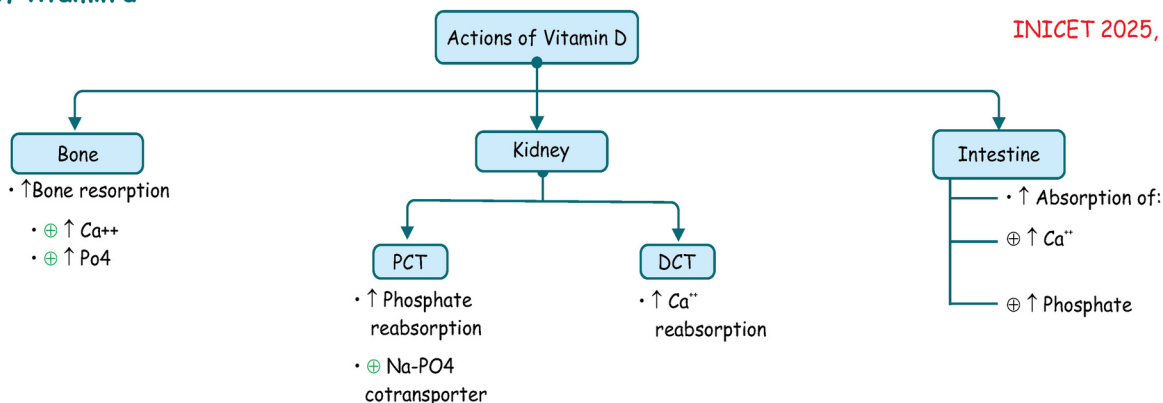 Actions of Vitamin D
INICET 2025,
Bone
• ↑Bone resorption
• ⊕ ↑ Ca++
• ⊕ ↑ Po4
Kidney
PCT
• ↑ Phosphate
reabsorption
• ⊕ Na-PO4
cotransporter
DCT
• ↑ Ca⁺⁺
reabsorption
Intestine
• ↑ Absorption of:
⊕ ↑ Ca⁺⁺
⊕ ↑ Phosphate